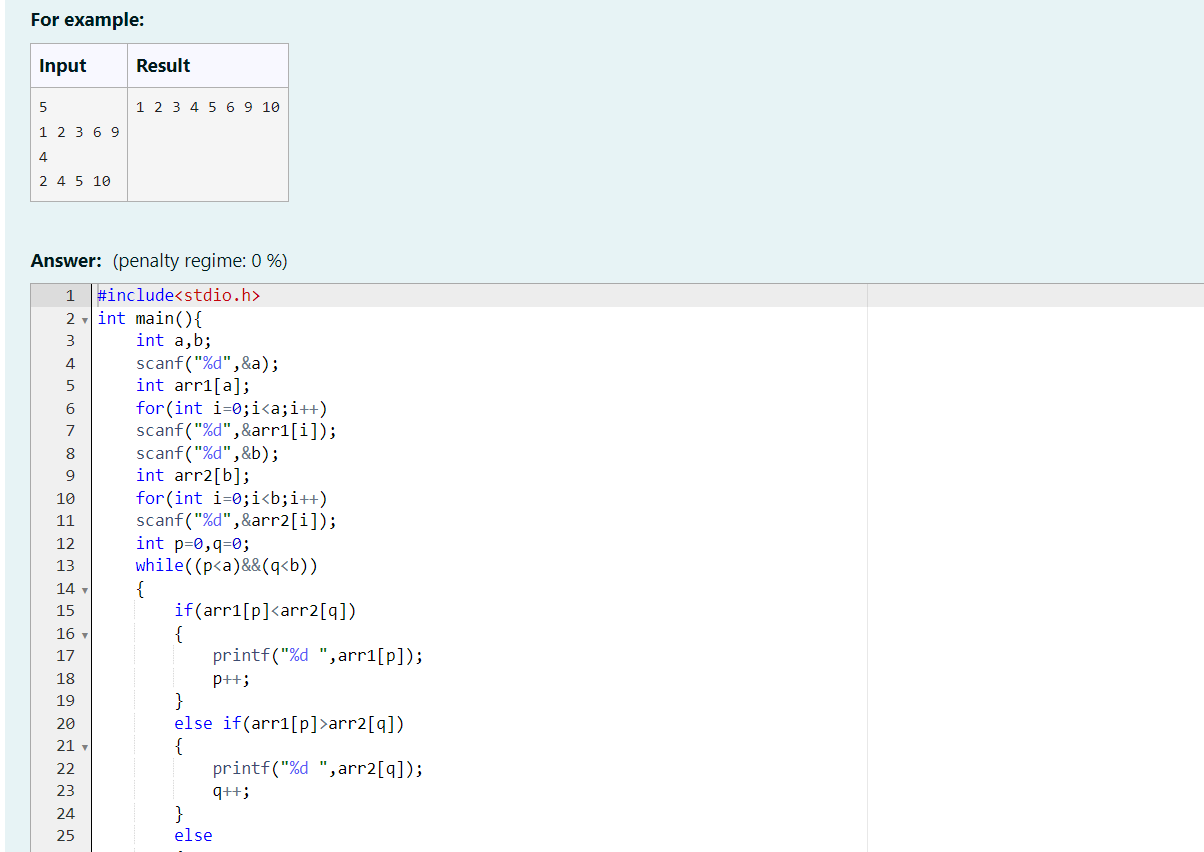 For example:
Input Result
5 1 2 3 4 5 6 9 10
1 2 3 6 9
4
2 4 5 10
Answer: (penalty regime: 0 %)
1 #include<stdio.h>
2 int main(){
3 int a,b;
4 scanf("%d",&a);
5 int arr1[a];
6 for(int i=0;i<a;i++)
7 scanf("%d",&arr1[i]);
8 scanf("%d",&b);
9 int arr2[b];
10 for(int i=0;i<b;i++)
11 scanf("%d",&arr2[i]);
12 int p=0,q=0;
13 while((p<a)&&(q<b))
14 {
15 if(arr1[p]<arr2[q])
16 {
17 printf("%d ",arr1[p]);
18 p++;
19 }
20 else if(arr1[p]>arr2[q])
21 {
22 printf("%d ",arr2[q]);
23 q++;
24 }
25 else